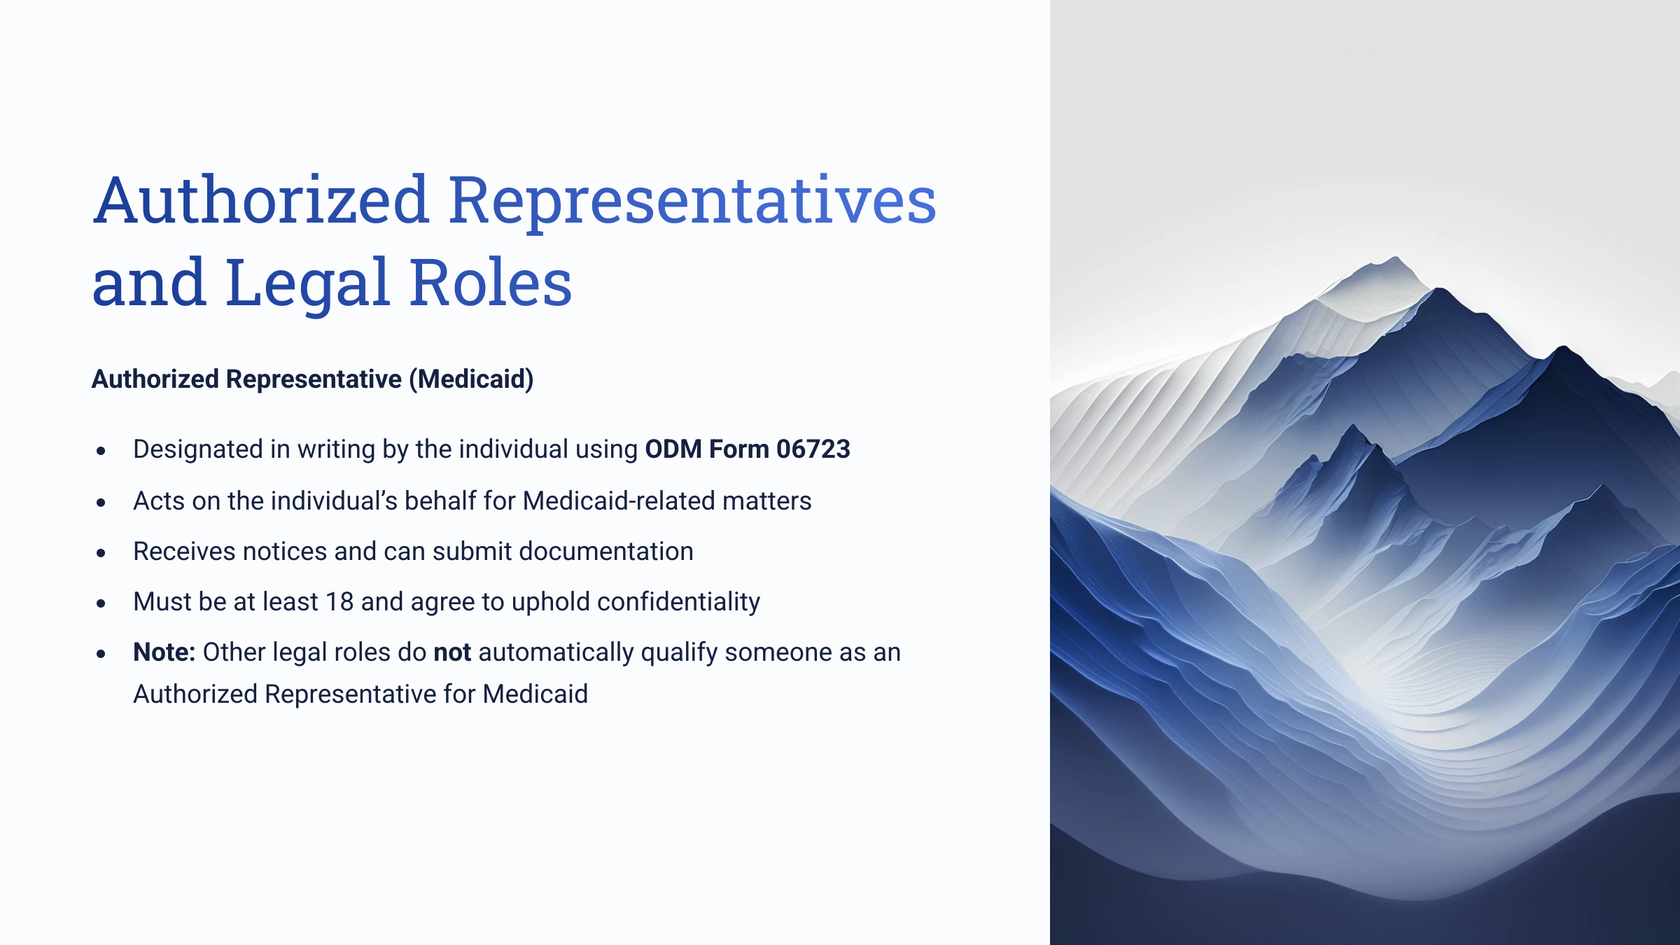 Authorized Representatives
and Legal Roles
Authorized Representative (Medicaid)
• Designated in writing by the individual using ODM Form 06723
• Acts on the individual’s behalf for Medicaid-related matters
• Receives notices and can submit documentation
• Must be at least 18 and agree to uphold confidentiality
• Note: Other legal roles do not automatically qualify someone as an
Authorized Representative for Medicaid